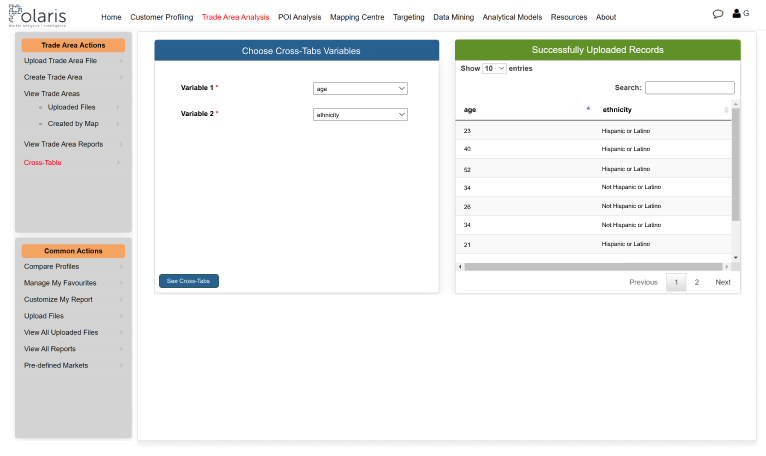 Polaris
Market Analytics | Intelligence
Home Customer Profiling Trade Area Analysis POI Analysis Mapping Centre Targeting Data Mining Analytical Models Resources About G
Trade Area Actions
Upload Trade Area File
Create Trade Area
View Trade Areas
Uploaded Files
Created by Map
View Trade Area Reports
Cross-Table
Common Actions
Compare Profiles
Manage My Favourites
Customize My Report
Upload Files
View All Uploaded Files
View All Reports
Pre-defined Markets
Choose Cross-Tabs Variables
Variable 1 * age
Variable 2 * ethnicity
See Cross-Tabs
Successfully Uploaded Records
Show 10 entries
Search:
age ethnicity
23 Hispanic or Latino
40 Hispanic or Latino
52 Hispanic or Latino
34 Not Hispanic or Latino
26 Not Hispanic or Latino
34 Not Hispanic or Latino
21 Hispanic or Latino
Previous 1 2 Next